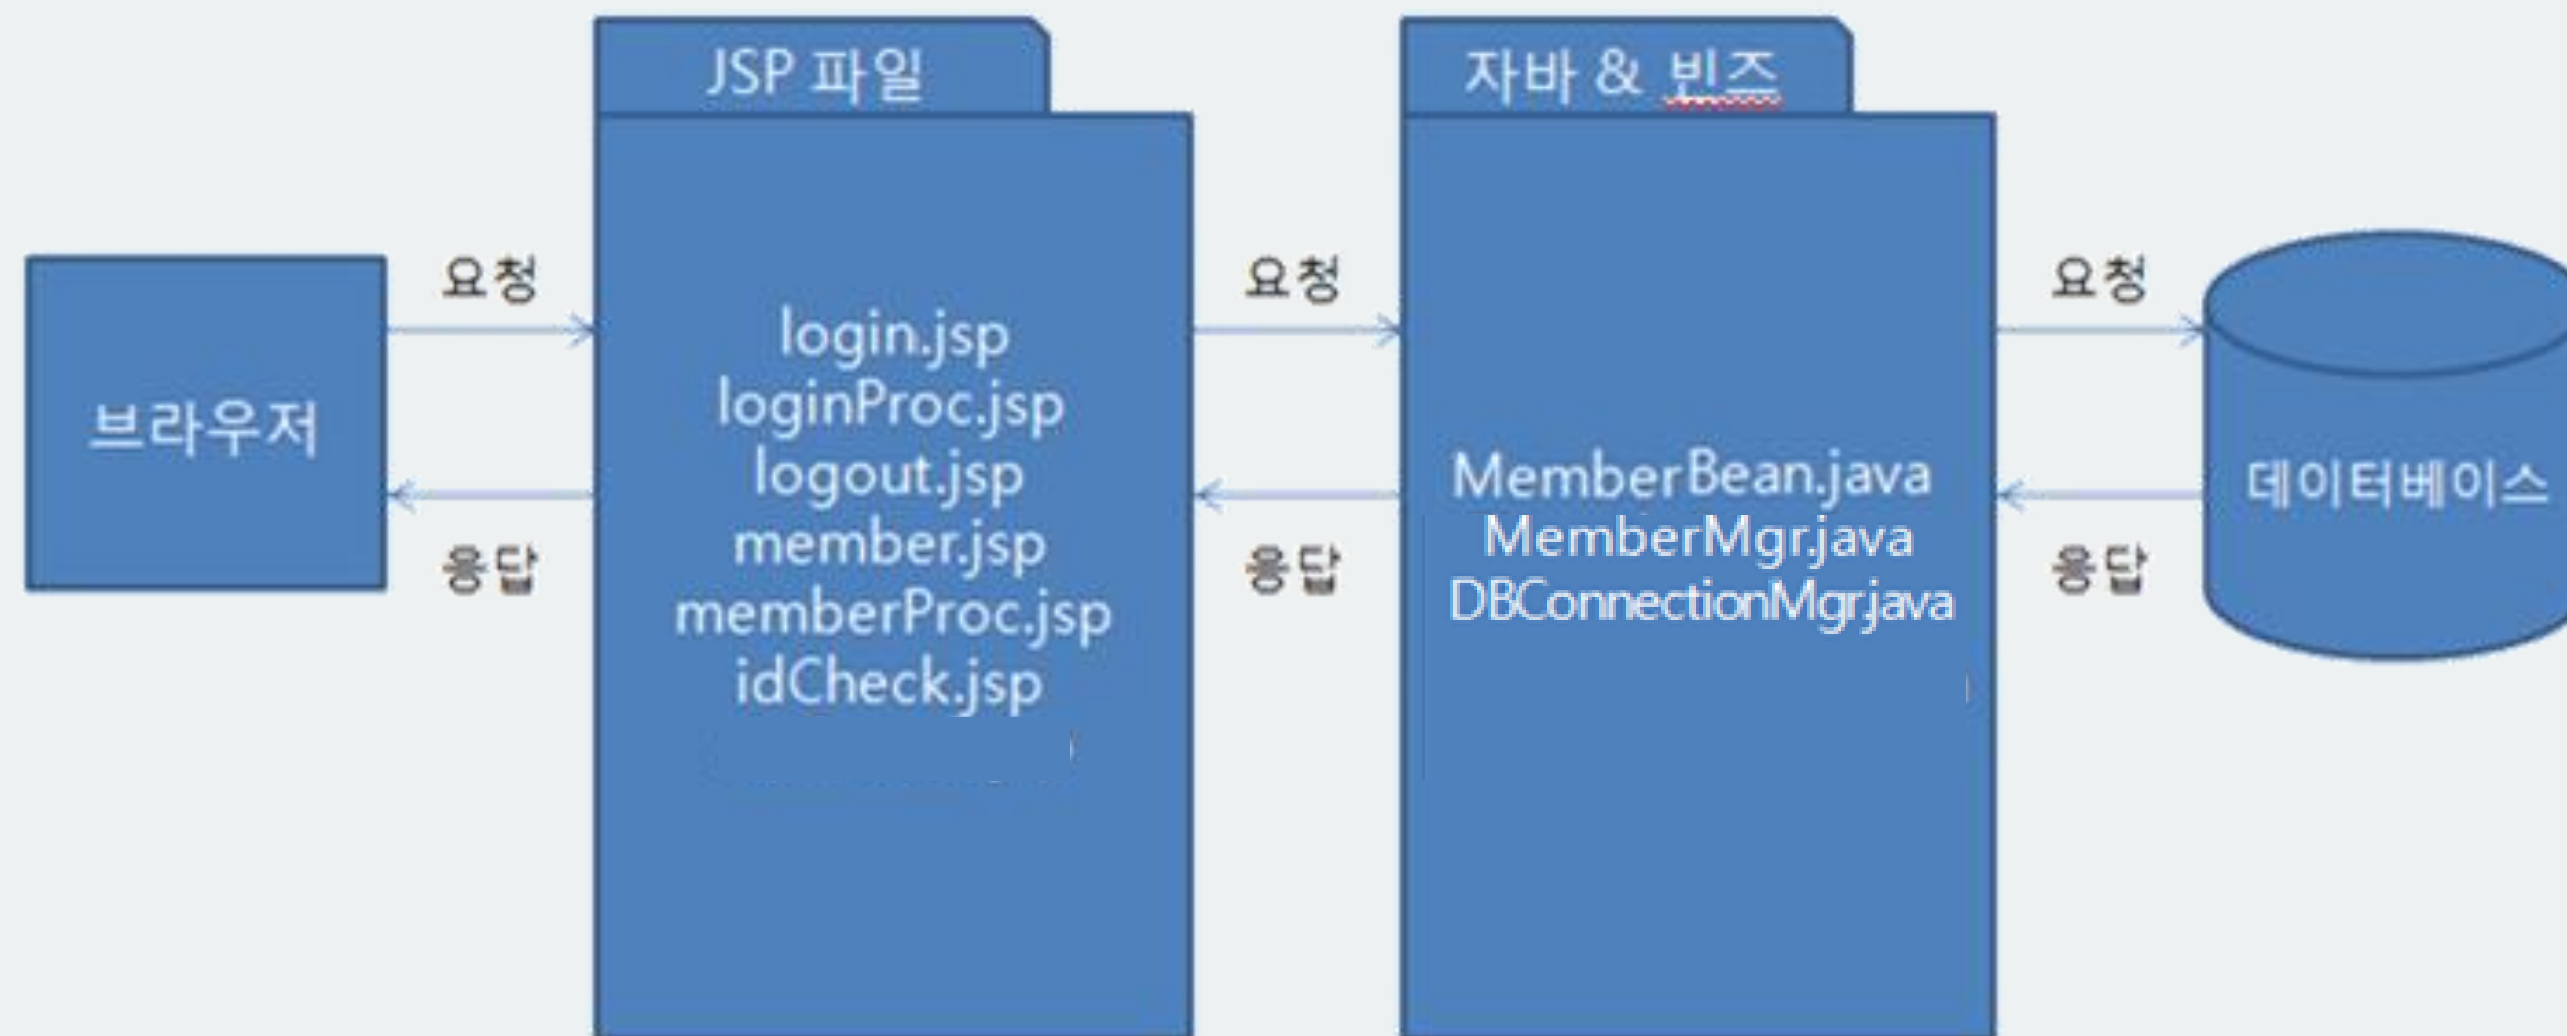 JSP 파일
자바 & 빈즈
브라우저
요청
응답
login.jsp
loginProc.jsp
logout.jsp
member.jsp
memberProc.jsp
idCheck.jsp
요청
응답
MemberBean.java
MemberMgr.java
DBConnectionMgr.java
요청
응답
데이터베이스